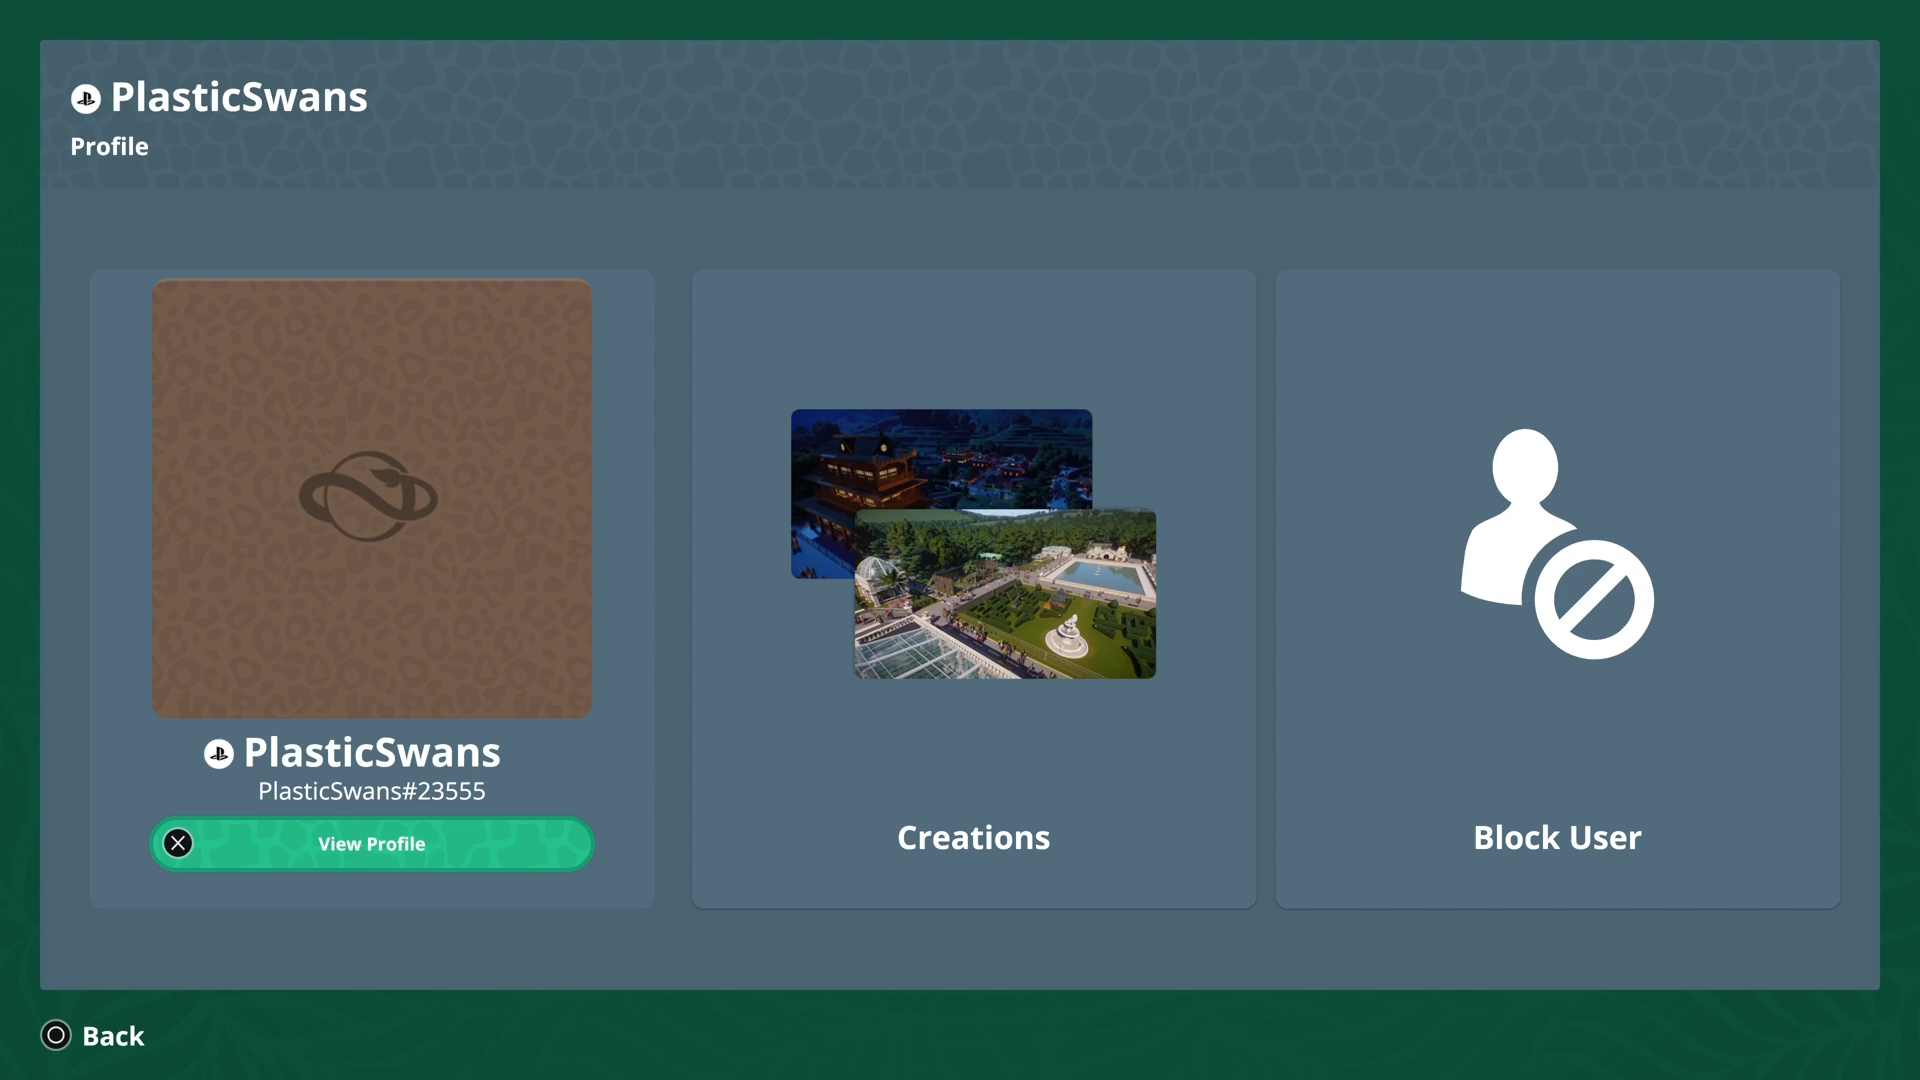 PlasticSwans
Profile
PlasticSwans
PlasticSwans#23555
View Profile
Creations
Block User
Back